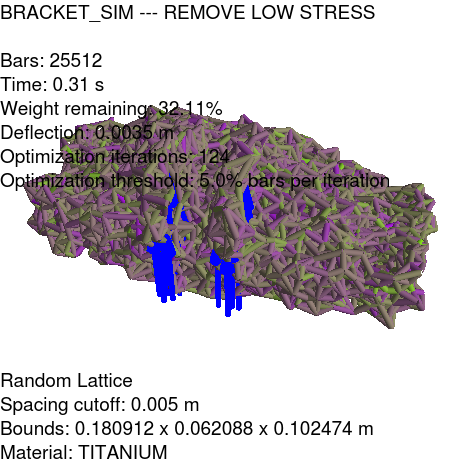 BRACKET_SIM --- REMOVE LOW STRESS
Bars: 25512
Time: 0.31 s
Weight remaining: 32.11%
Deflection: 0.0035 m
Optimization iterations: 124
Optimization threshold: 5.0% bars per iteration
Random Lattice
Spacing cutoff: 0.005 m
Bounds: 0.180912 x 0.062088 x 0.102474 m
Material: TITANIUM